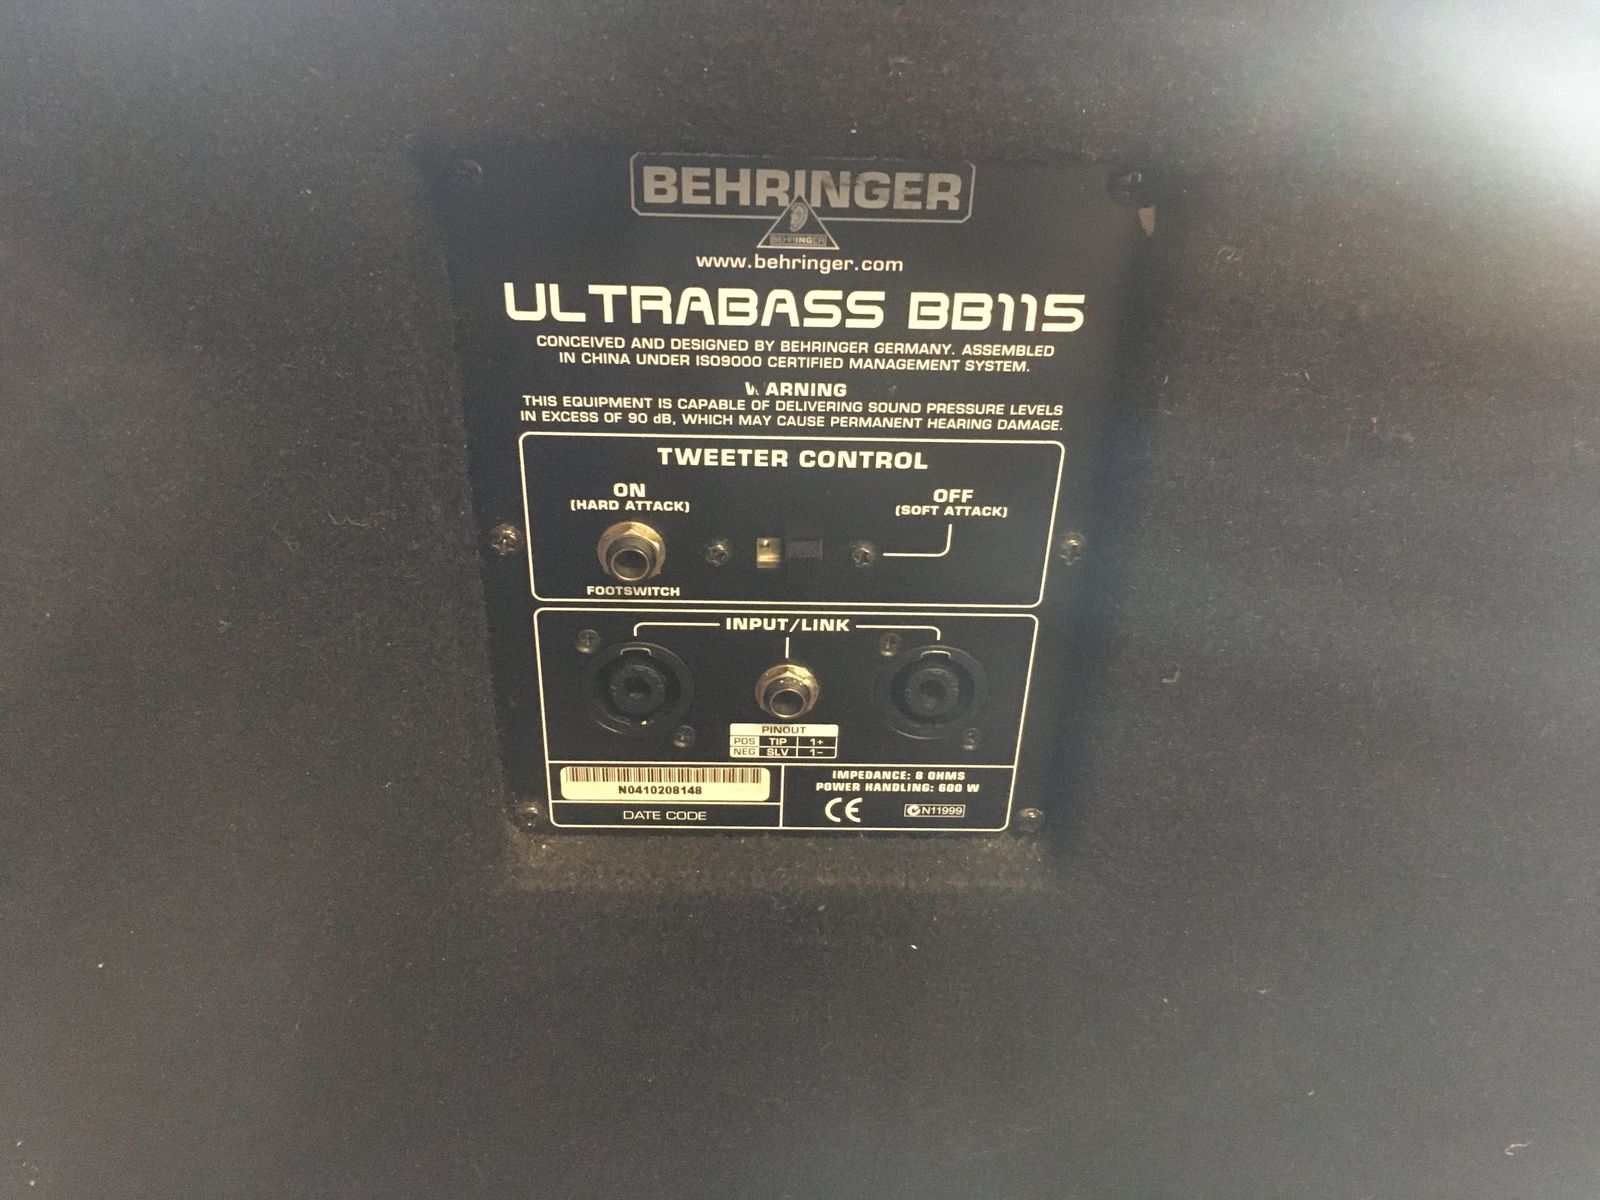 BEHRINGER
BEHRINGER
www.behringer.com
ULTRABASS BB115
CONCEIVED AND DESIGNED BY BEHRINGER GERMANY. ASSEMBLED
IN CHINA UNDER ISO9000 CERTIFIED MANAGEMENT SYSTEM.
WARNING
THIS EQUIPMENT IS CAPABLE OF DELIVERING SOUND PRESSURE LEVELS
IN EXCESS OF 90 dB, WHICH MAY CAUSE PERMANENT HEARING DAMAGE.
TWEETER CONTROL
ON
(HARD ATTACK)
OFF
(SOFT ATTACK)
FOOTSWITCH
INPUT/LINK
PINOUT
POS TIP 1+
NEG SLV 1-
N0410208148
DATE CODE
IMPEDANCE: 8 OHMS
POWER HANDLING: 600 W
CE
N11999